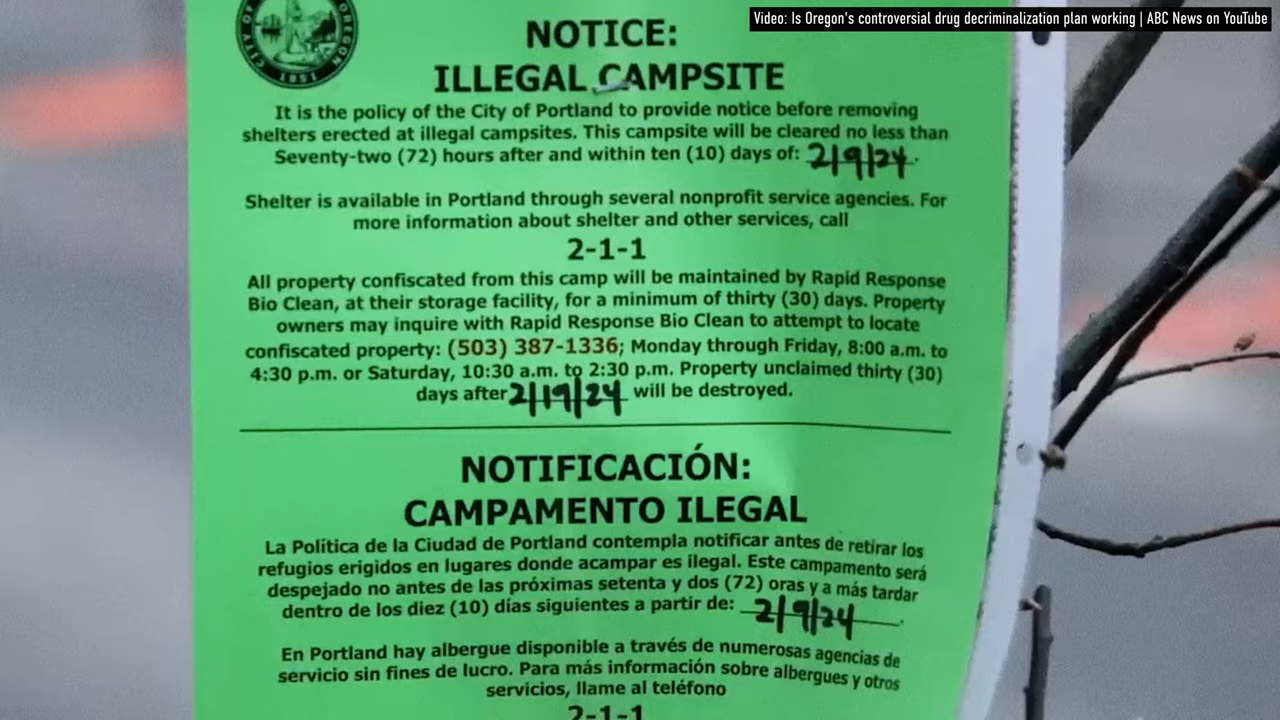 Video: Is Oregon's controversial drug decriminalization plan working | ABC News on YouTube
CITY OF OREGON
1851
NOTICE:
ILLEGAL CAMPSITE
It is the policy of the City of Portland to provide notice before removing
shelters erected at illegal campsites. This campsite will be cleared no less than
Seventy-two (72) hours after and within ten (10) days of: 2/9/24.
Shelter is available in Portland through several nonprofit service agencies. For
more information about shelter and other services, call
2-1-1
All property confiscated from this camp will be maintained by Rapid Response
Bio Clean, at their storage facility, for a minimum of thirty (30) days. Property
owners may inquire with Rapid Response Bio Clean to attempt to locate
confiscated property: (503) 387-1336; Monday through Friday, 8:00 a.m. to
4:30 p.m. or Saturday, 10:30 a.m. to 2:30 p.m. Property unclaimed thirty (30)
days after 2/19/24 will be destroyed.
NOTIFICACIÓN:
CAMPAMENTO ILEGAL
La Política de la Ciudad de Portland contempla notificar antes de retirar los
refugios erigidos en lugares donde acampar es ilegal. Este campamento será
despejado no antes de las próximas setenta y dos (72) oras y a más tardar
dentro de los diez (10) días siguientes a partir de: 2/9/24.
En Portland hay albergue disponible a través de numerosas agencias de
servicio sin fines de lucro. Para más información sobre albergues y otros
servicios, llame al teléfono
2-1-1